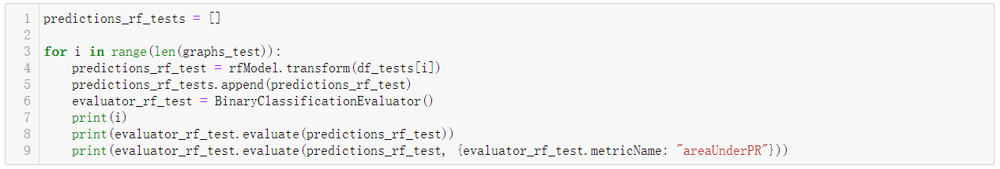 1 predictions_rf_tests = []
2
3 for i in range(len(graphs_test)):
4     predictions_rf_test = rfModel.transform(df_tests[i])
5     predictions_rf_tests.append(predictions_rf_test)
6     evaluator_rf_test = BinaryClassificationEvaluator()
7     print(i)
8     print(evaluator_rf_test.evaluate(predictions_rf_test))
9     print(evaluator_rf_test.evaluate(predictions_rf_test, {evaluator_rf_test.metricName: "areaUnderPR"}))